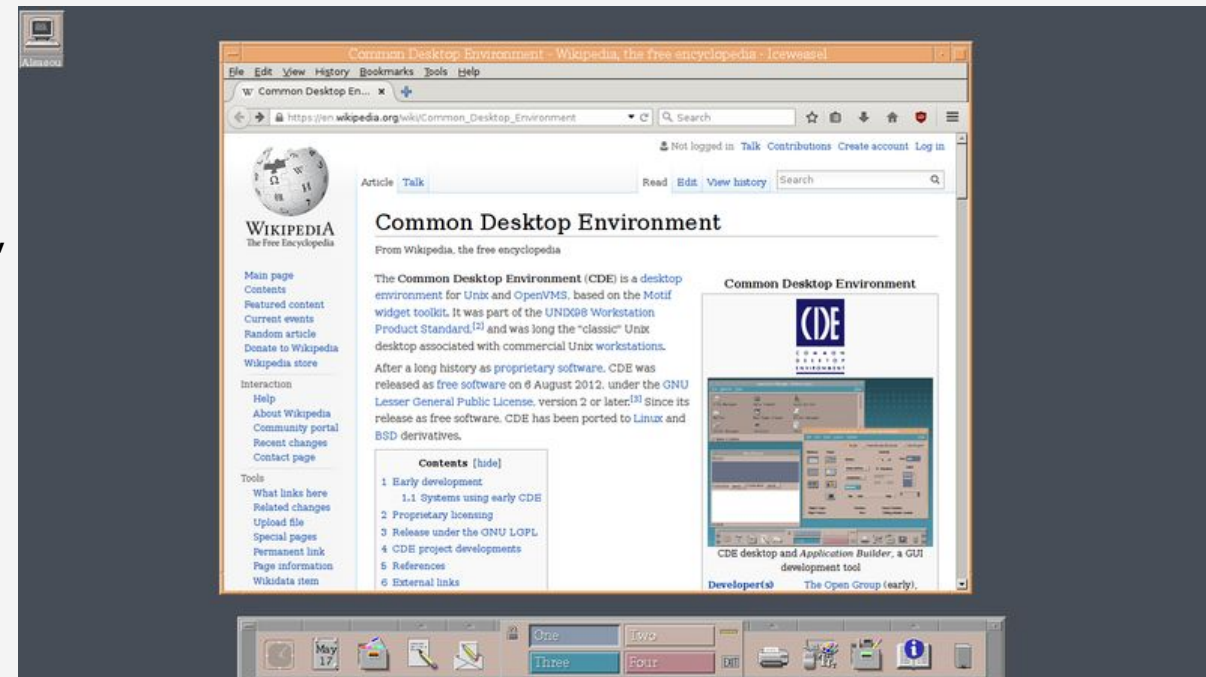 Common Desktop Environment - Wikipedia, the free encyclopedia - Iceweasel
File Edit View History Bookmarks Tools Help
W Common Desktop En...
https://en.wikipedia.org/wiki/Common_Desktop_Environment
Search
Not logged in Talk Contributions Create account Log in
Article Talk
Read Edit View history
Search
WIKIPEDIA
The Free Encyclopedia
Main page
Contents
Featured content
Current events
Random article
Donate to Wikipedia
Wikipedia store
Interaction
Help
About Wikipedia
Community portal
Recent changes
Contact page
Tools
What links here
Related changes
Upload file
Special pages
Permanent link
Page information
Wikidata item
Common Desktop Environment
From Wikipedia, the free encyclopedia
The Common Desktop Environment (CDE) is a desktop
environment for Unix and OpenVMS, based on the Motif
widget toolkit. It was part of the UNIX98 Workstation
Product Standard,[2] and was long the "classic" Unix
desktop associated with commercial Unix workstations.
After a long history as proprietary software, CDE was
released as free software on 6 August 2012, under the GNU
Lesser General Public License, version 2 or later.[3] Since its
release as free software, CDE has been ported to Linux and
BSD derivatives.
Contents [hide]
1 Early development
1.1 Systems using early CDE
2 Proprietary licensing
3 Release under the GNU LGPL
4 CDE project developments
5 References
6 External links
Common Desktop Environment
CDE
COMMON
DESKTOP
ENVIRONMENT
CDE desktop and Application Builder, a GUI
development tool
Developer(s) The Open Group (early),
May
17
One
Two
Three
Four
EXIT